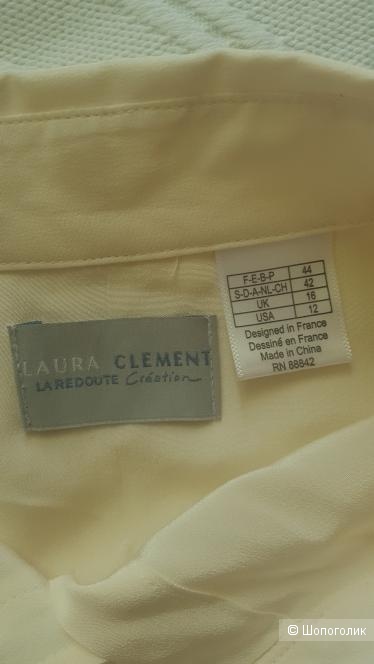 LAURA CLEMENT
LA REDOUTE Création
F-E-B-P 44
S-D-A-NL-CH 42
UK 16
USA 12
Designed in France
Dessiné en France
Made in China
RN 88842
© Шопоголик